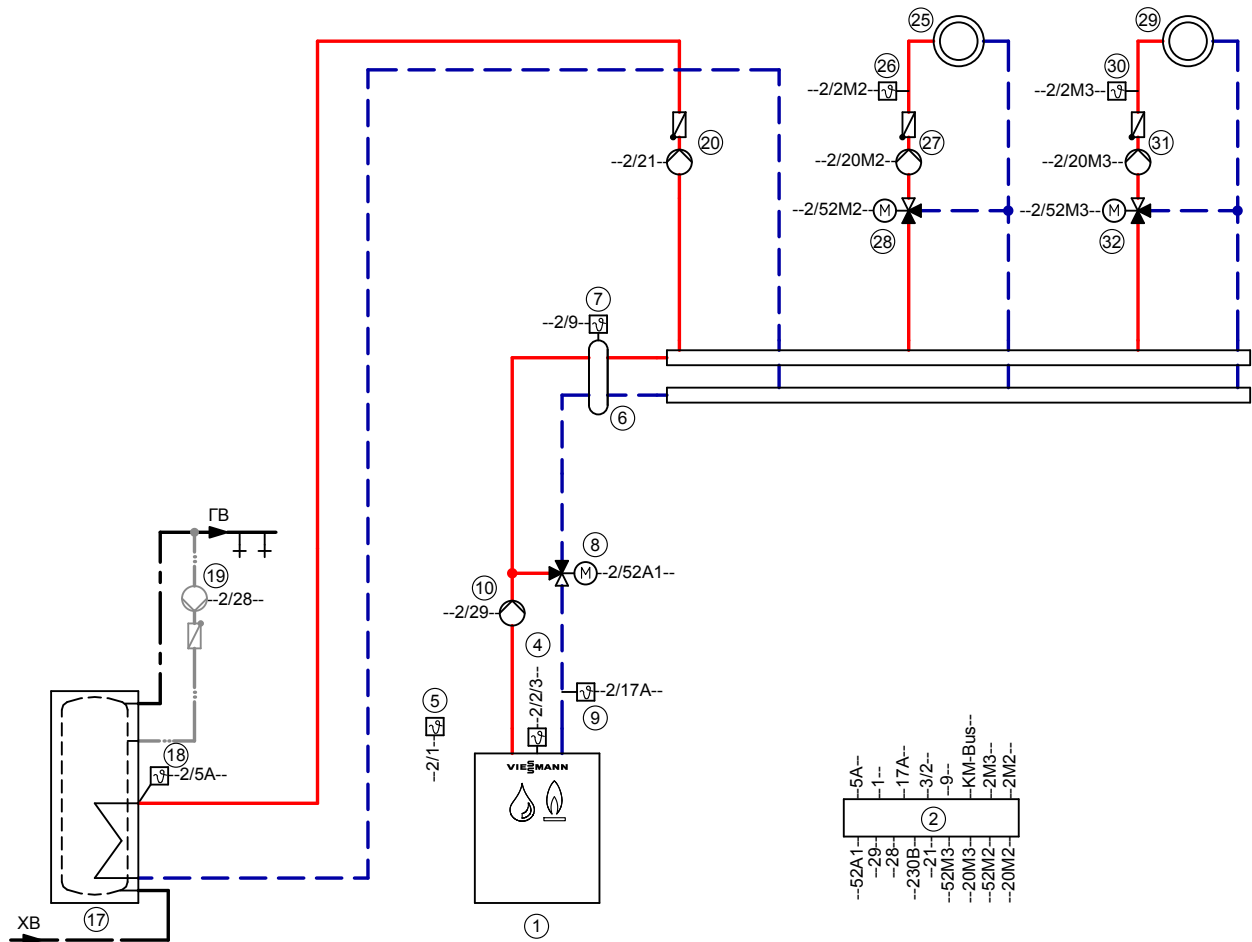 25
29
26
--2/2M2--
30
--2/2M3--
20
--2/21--
27
--2/20M2--
31
--2/20M3--
--2/52M2--
M
28
--2/52M3--
M
32
7
--2/9--
6
ГВ
19
--2/28--
8
M
--2/52A1--
10
--2/29--
4
--2/2/3--
5
--2/1--
--2/17A--
9
18
--2/5A--
VIESMANN
17
ХВ
1
5A--
1--
17A--
3/2--
--9--
KM-Bus--
2M3--
2M2--
2
--52A1
--29
--28
--230B
--21
--52M3
--20M3
--52M2
--20M2